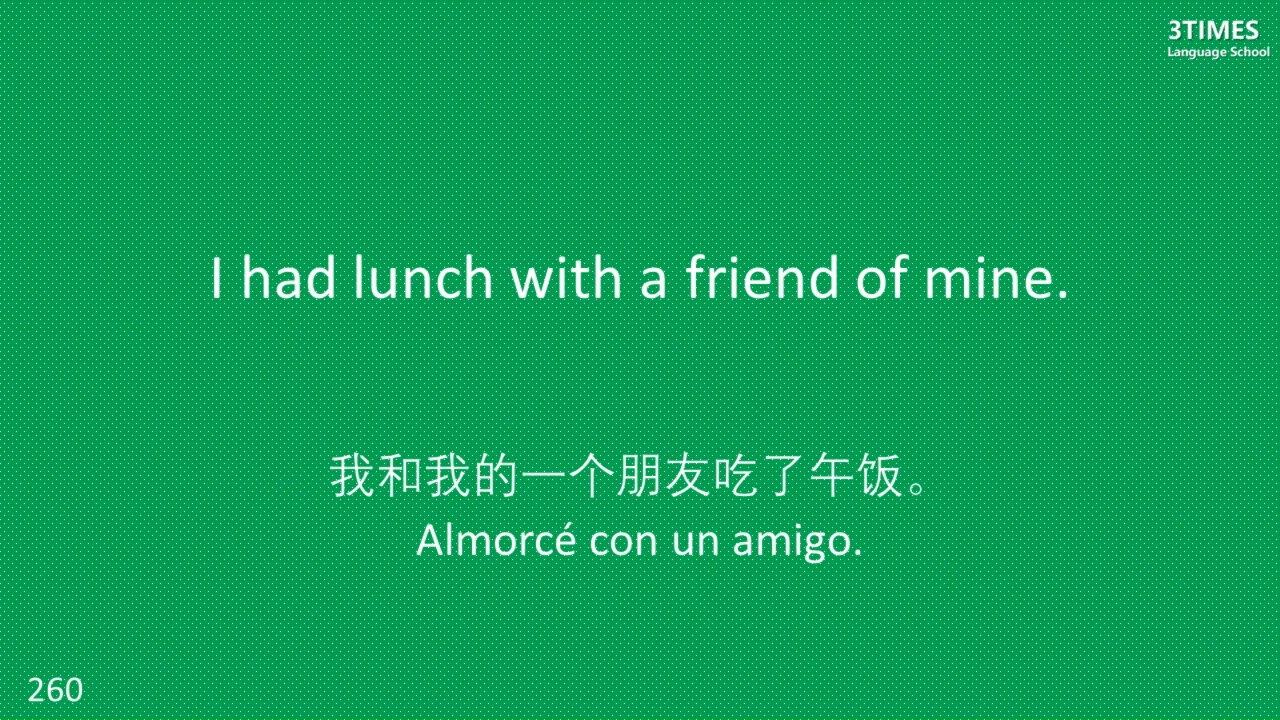 3TIMES
Language School
I had lunch with a friend of mine.
我和我的一个朋友吃了午饭。
Almorcé con un amigo.
260